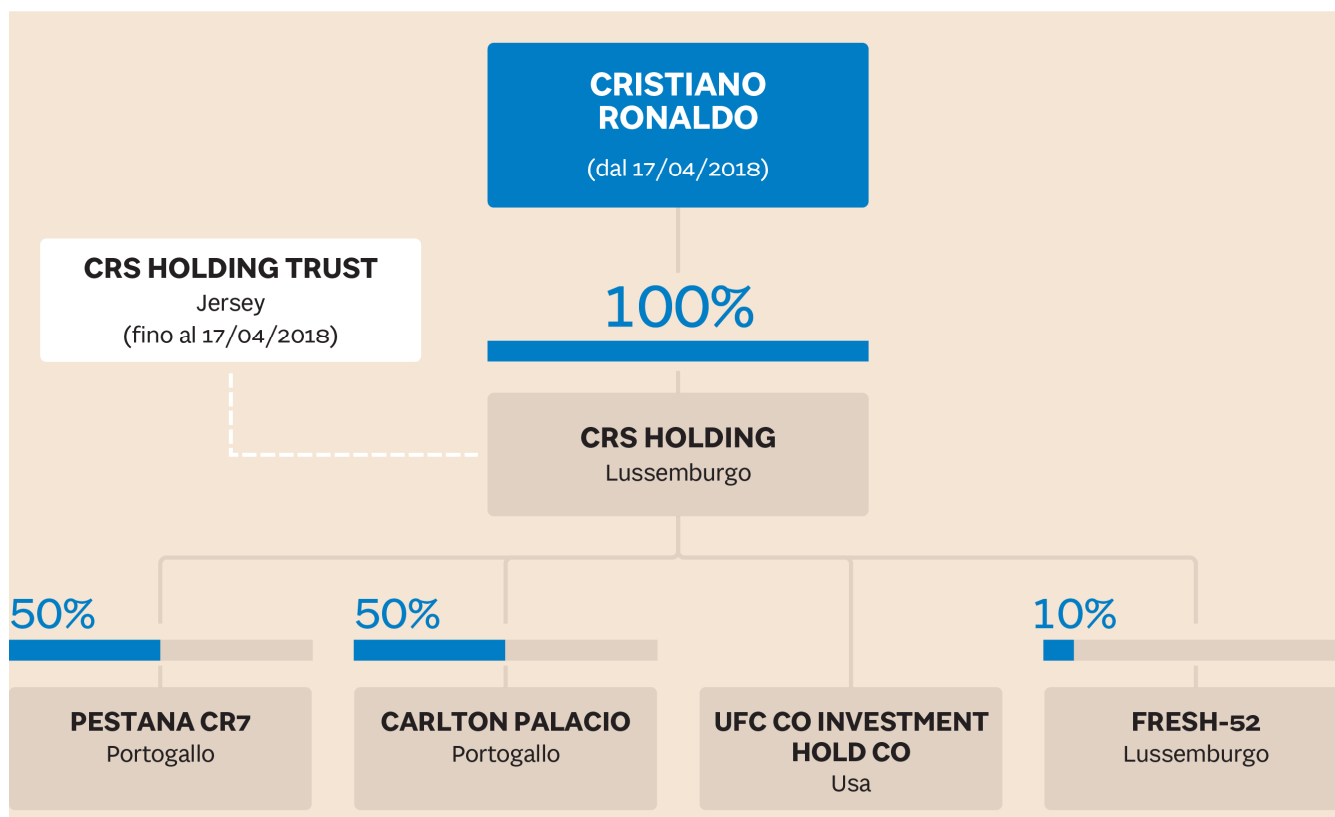 CRISTIANO
RONALDO
(dal 17/04/2018)
CRS HOLDING TRUST
Jersey
(fino al 17/04/2018)
100%
CRS HOLDING
Lussemburgo
50%
PESTANA CR7
Portogallo
50%
CARLTON PALACIO
Portogallo
UFC CO INVESTMENT
HOLD CO
Usa
10%
FRESH-52
Lussemburgo